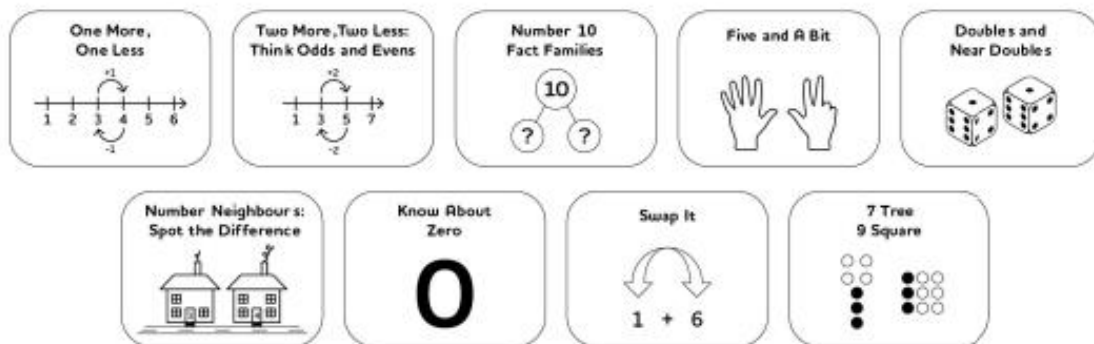 One More,
One Less
+1
1 2 3 4 5 6
-1
Two More, Two Less:
Think Odds and Evens
+2
1 3 5 7
-2
Number 10
Fact Families
10
? ?
Five and A Bit
Doubles and
Near Doubles
Number Neighbours:
Spot the Difference
Know About
Zero
0
Swap It
1 + 6
7 Tree
9 Square